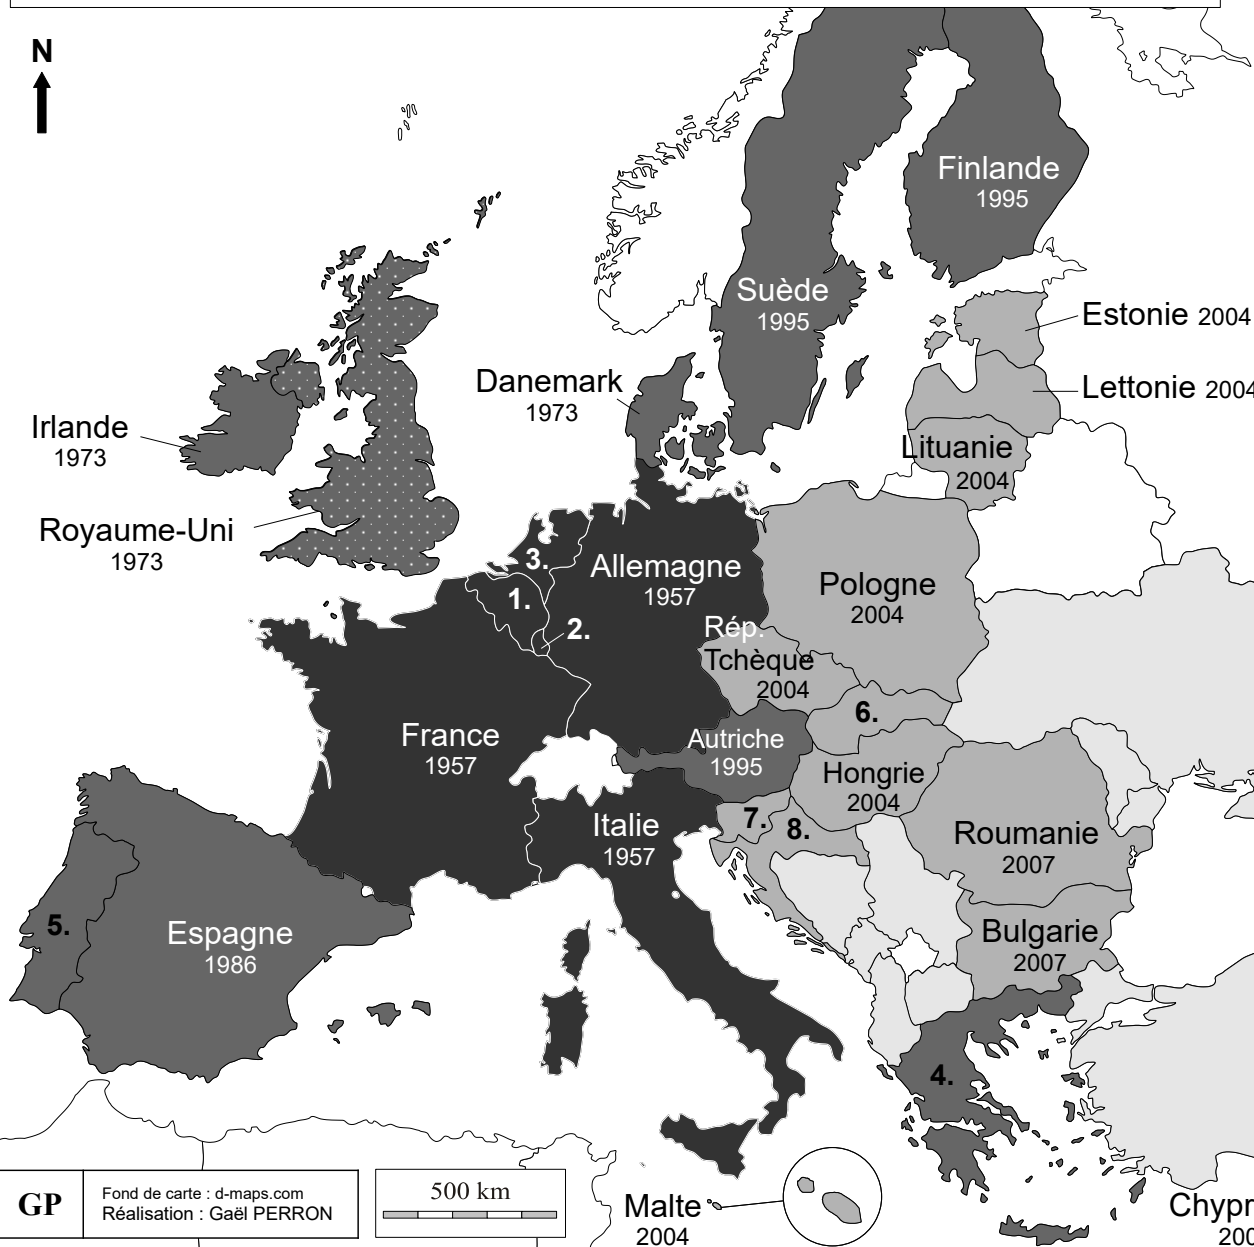 N
Finlande
1995
Suède
1995
Estonie 2004
Danemark
1973
Lettonie 2004
Irlande
1973
Lituanie
2004
Royaume-Uni
1973
3.
Allemagne
1957
1.
Pologne
2004
2.
Rép.
Tchèque
2004
6.
France
1957
Autriche
1995
Hongrie
2004
7.
8.
Italie
1957
Roumanie
2007
5.
Espagne
1986
Bulgarie
2007
4.
GP
Fond de carte : d-maps.com
Réalisation : Gaël PERRON
500 km
Malte
2004
Chypr
200